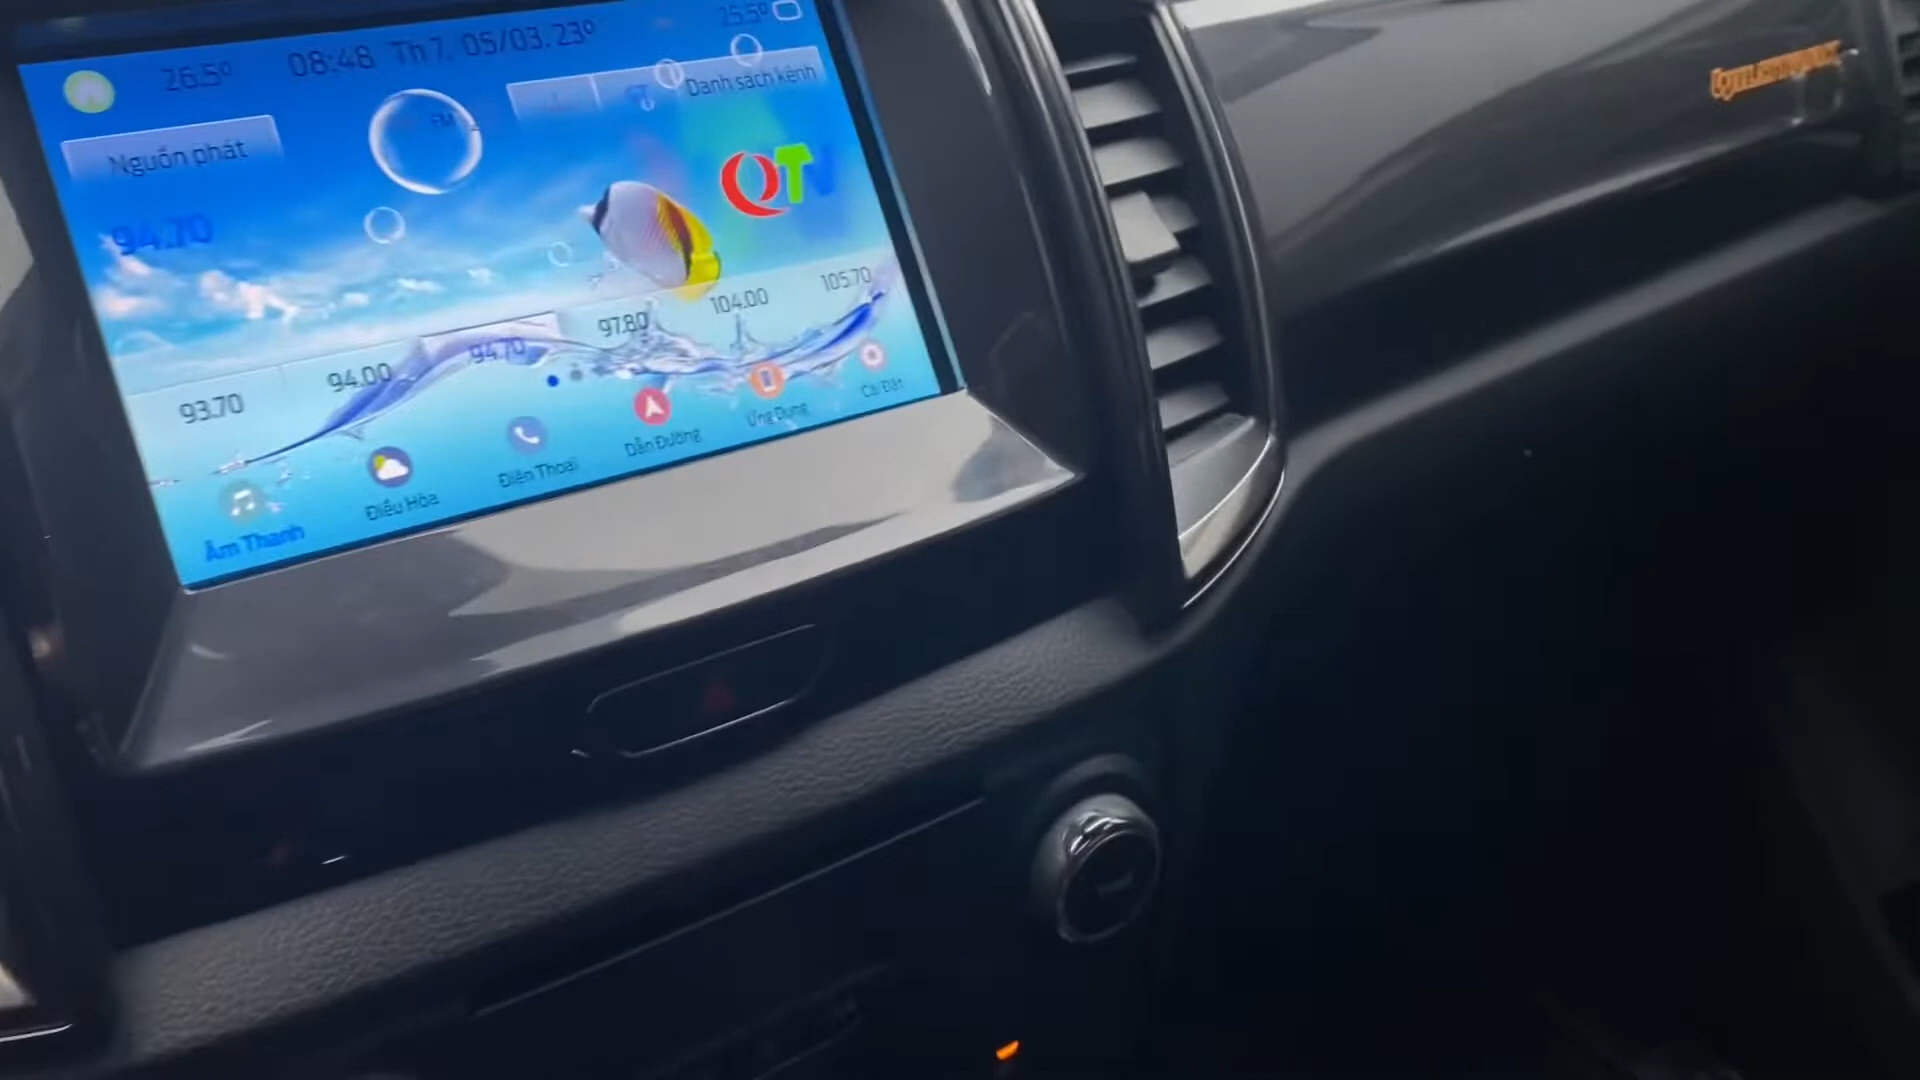 26.5° 08:48 Th 7, 05/03. 23° 25.5°
Nguồn phát FM Danh sách kênh
QTV
94.70
93.70 94.00 94.70 97.80 104.00 105.70
Âm Thanh Điều Hòa Điện Thoại Dẫn Đường Ứng Dụng Cài Đặt